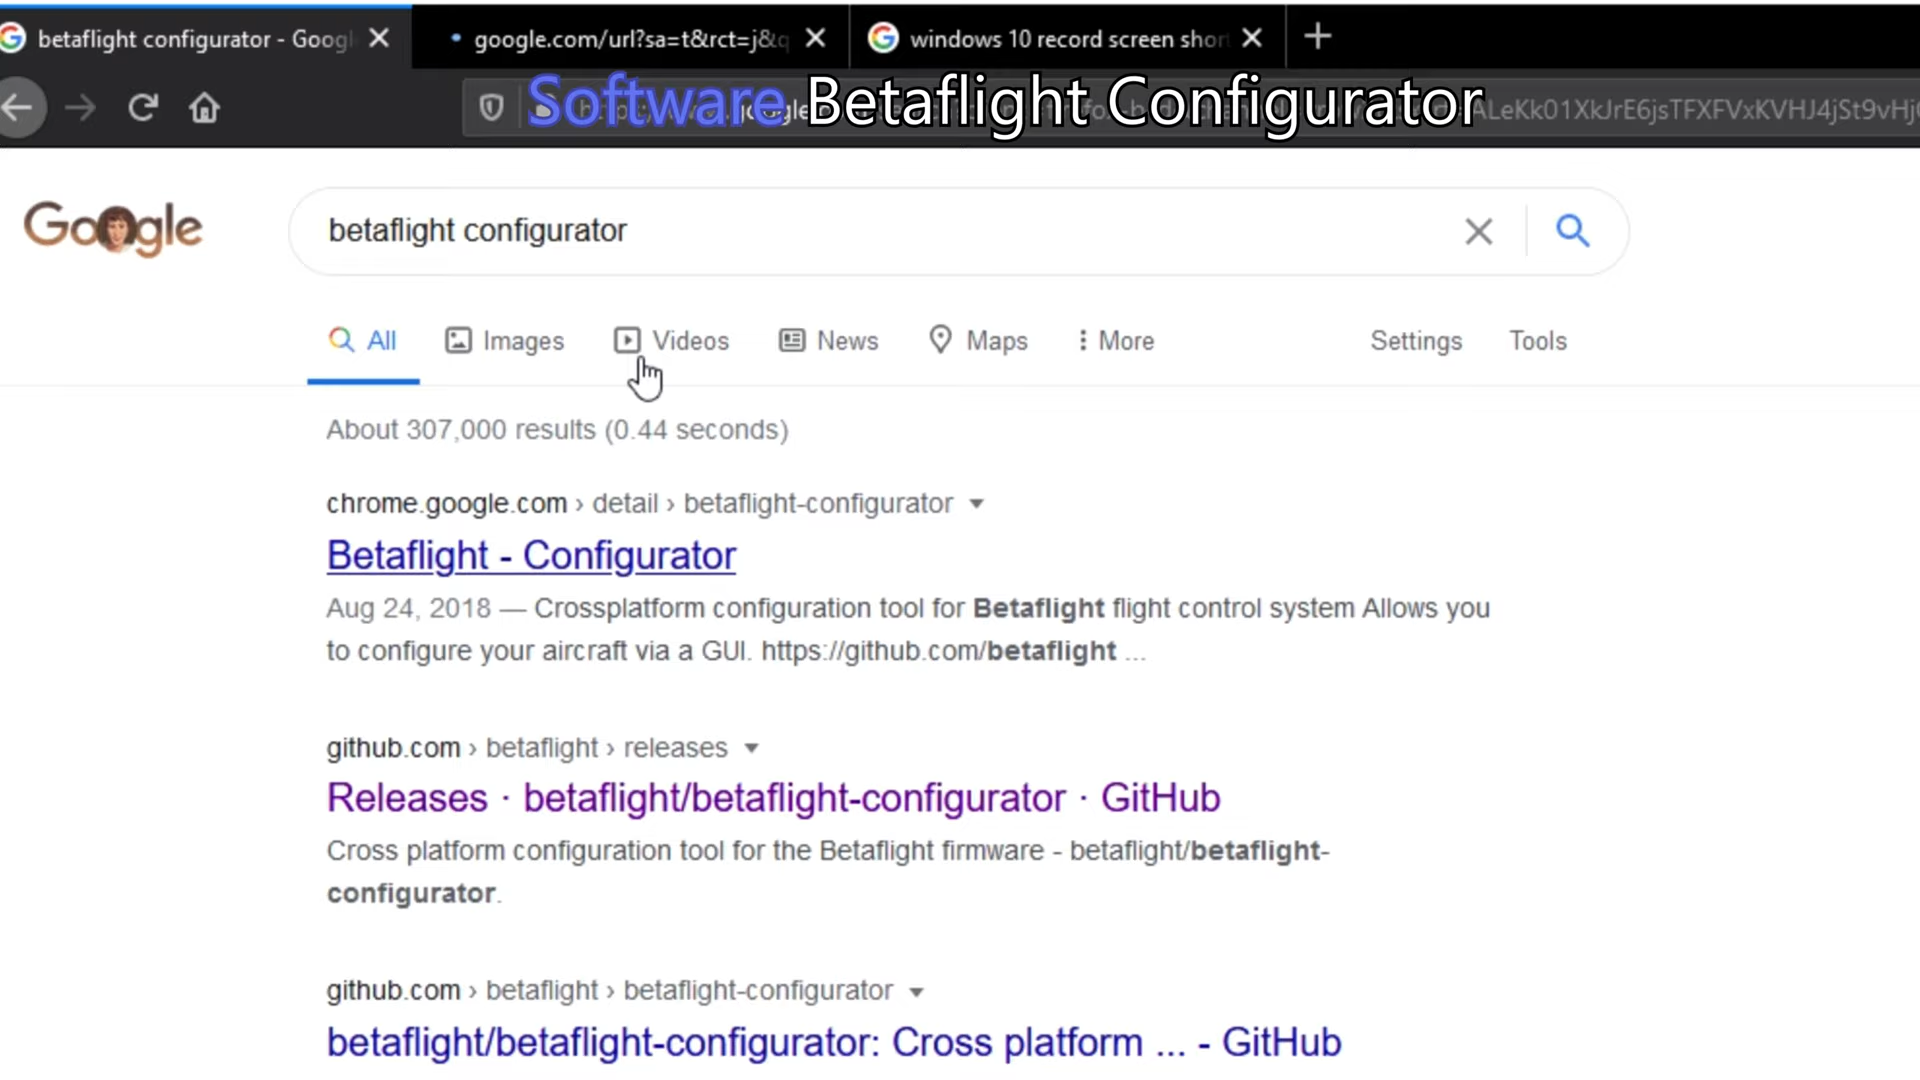 betaflight configurator - Googl
google.com/url?sa=t&rct=j&q
windows 10 record screen shor
Software Betaflight Configurator
google
ALeKk01XkJrE6jsTFXFVxKVHJ4jSt9vHj
Google
betaflight configurator
All
Images
Videos
News
Maps
More
Settings
Tools
About 307,000 results (0.44 seconds)
chrome.google.com › detail › betaflight-configurator
Betaflight - Configurator
Aug 24, 2018 — Crossplatform configuration tool for Betaflight flight control system Allows you
to configure your aircraft via a GUI. https://github.com/betaflight ...
github.com › betaflight › releases
Releases · betaflight/betaflight-configurator · GitHub
Cross platform configuration tool for the Betaflight firmware - betaflight/betaflight-
configurator.
github.com › betaflight › betaflight-configurator
betaflight/betaflight-configurator: Cross platform ... - GitHub